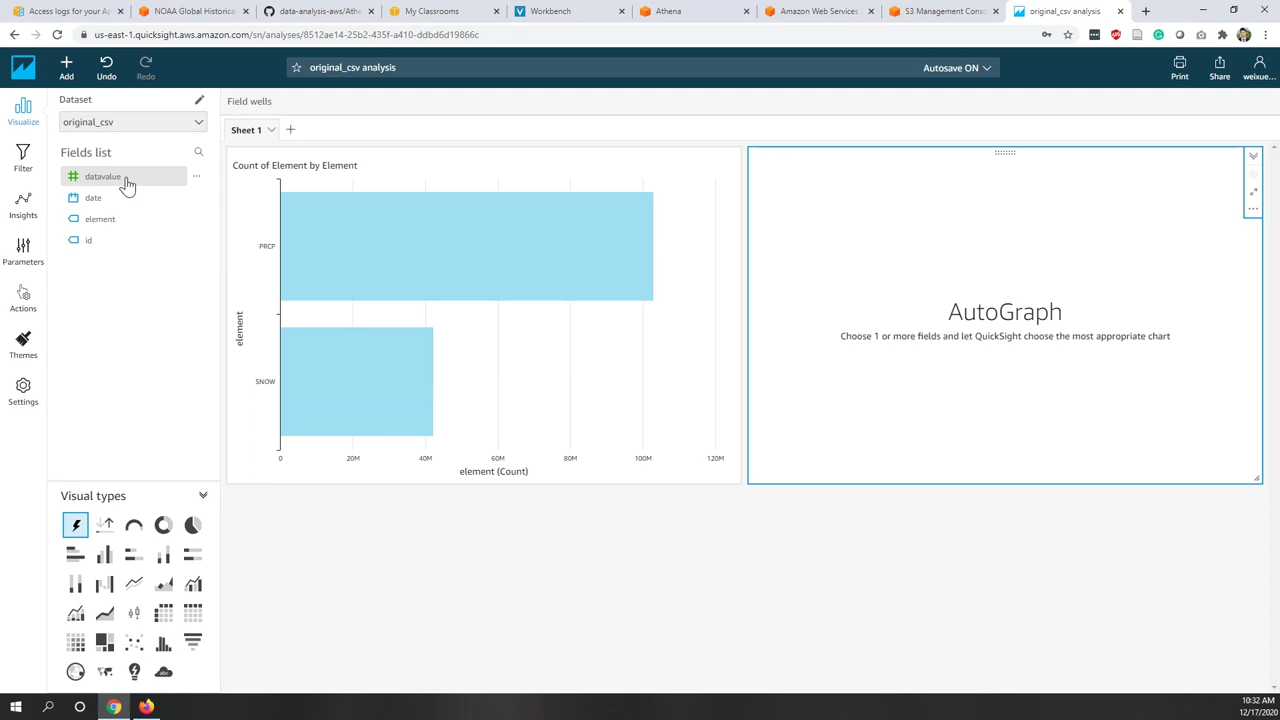 Access logs for your Ap
NOAA Global Historical
data-analysis-aws/Athe
My Classrooms
Workbench
Athena
Amazon Web Services
S3 Management Conso
original_csv analysis
us-east-1.quicksight.aws.amazon.com/sn/analyses/8512ae14-25b2-435f-a410-ddbd6d19866c
Add
Undo
Redo
original_csv analysis
Autosave ON
Print
Share
weixue...
Visualize
Filter
Insights
Parameters
Actions
Themes
Settings
Dataset
original_csv
Fields list
datavalue
date
element
id
Visual types
Field wells
Sheet 1
Count of Element by Element
PRCP
SNOW
element
0 20M 40M 60M 80M 100M 120M
element (Count)
AutoGraph
Choose 1 or more fields and let QuickSight choose the most appropriate chart
10:32 AM
12/17/2020